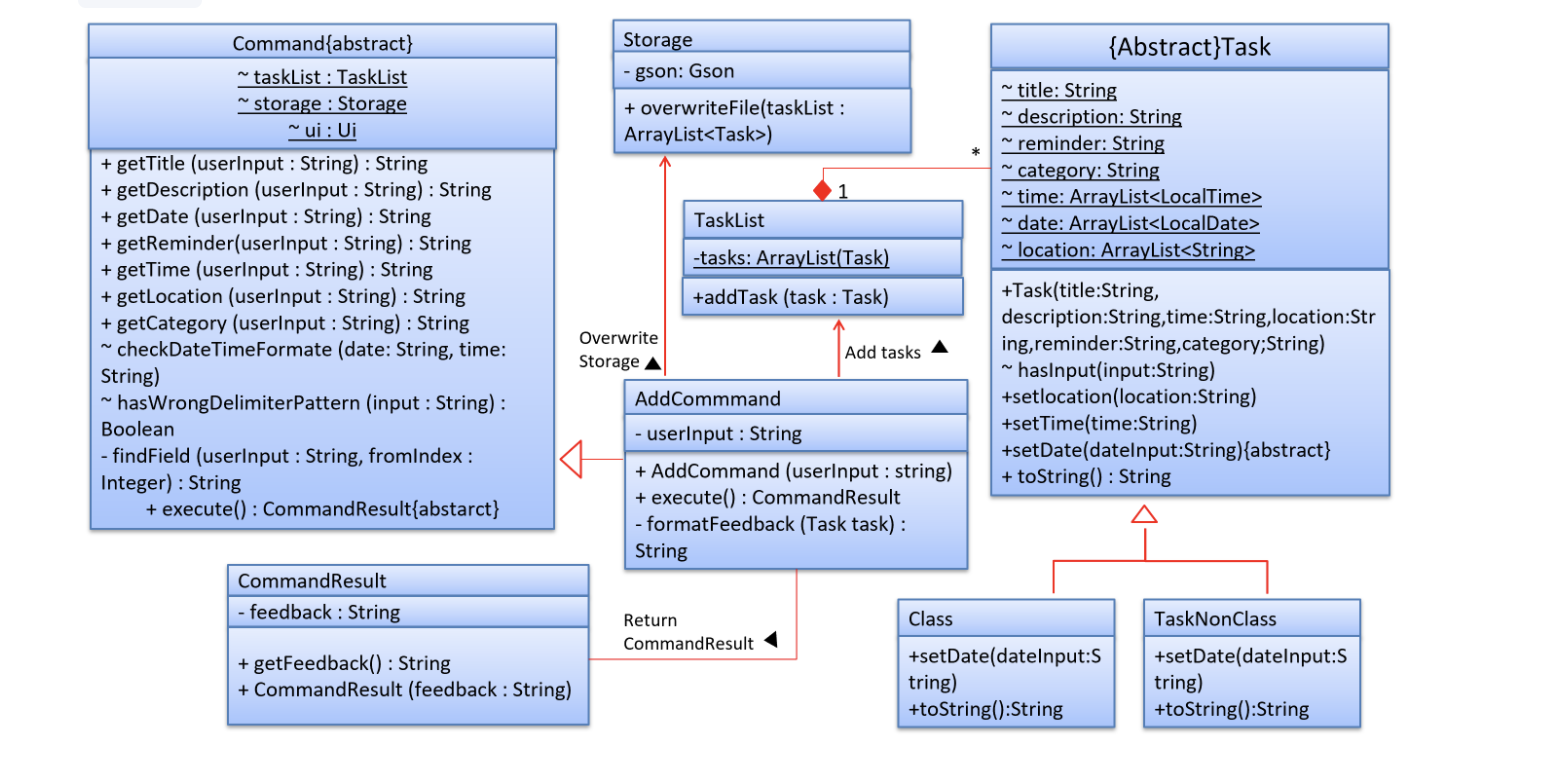 Command{abstract}
~ taskList : TaskList
~ storage : Storage
~ ui : Ui
+ getTitle (userInput : String) : String
+ getDescription (userInput : String) : String
+ getDate (userInput : String) : String
+ getReminder(userInput : String) : String
+ getTime (userInput : String) : String
+ getLocation (userInput : String) : String
+ getCategory (userInput : String) : String
~ checkDateTimeFormate (date: String, time:
String)
~ hasWrongDelimiterPattern (input : String) :
Boolean
- findField (userInput : String, fromIndex :
Integer) : String
+ execute() : CommandResult{abstarct}
Storage
- gson: Gson
+ overwriteFile(taskList :
ArrayList<Task>)
*
1
TaskList
-tasks: ArrayList(Task)
+addTask (task : Task)
Overwrite
Storage
Add tasks
AddCommmand
- userInput : String
+ AddCommand (userInput : string)
+ execute() : CommandResult
- formatFeedback (Task task) :
String
{Abstract}Task
~ title: String
~ description: String
~ reminder: String
~ category: String
~ time: ArrayList<LocalTime>
~ date: ArrayList<LocalDate>
~ location: ArrayList<String>
+Task(title:String,
description:String,time:String,location:Str
ing,reminder:String,category;String)
~ hasInput(input:String)
+setlocation(location:String)
+setTime(time:String)
+setDate(dateInput:String){abstract}
+ toString() : String
CommandResult
- feedback : String
+ getFeedback() : String
+ CommandResult (feedback : String)
Return
CommandResult
Class
+setDate(dateInput:S
tring)
+toString():String
TaskNonClass
+setDate(dateInput:S
tring)
+toString():String